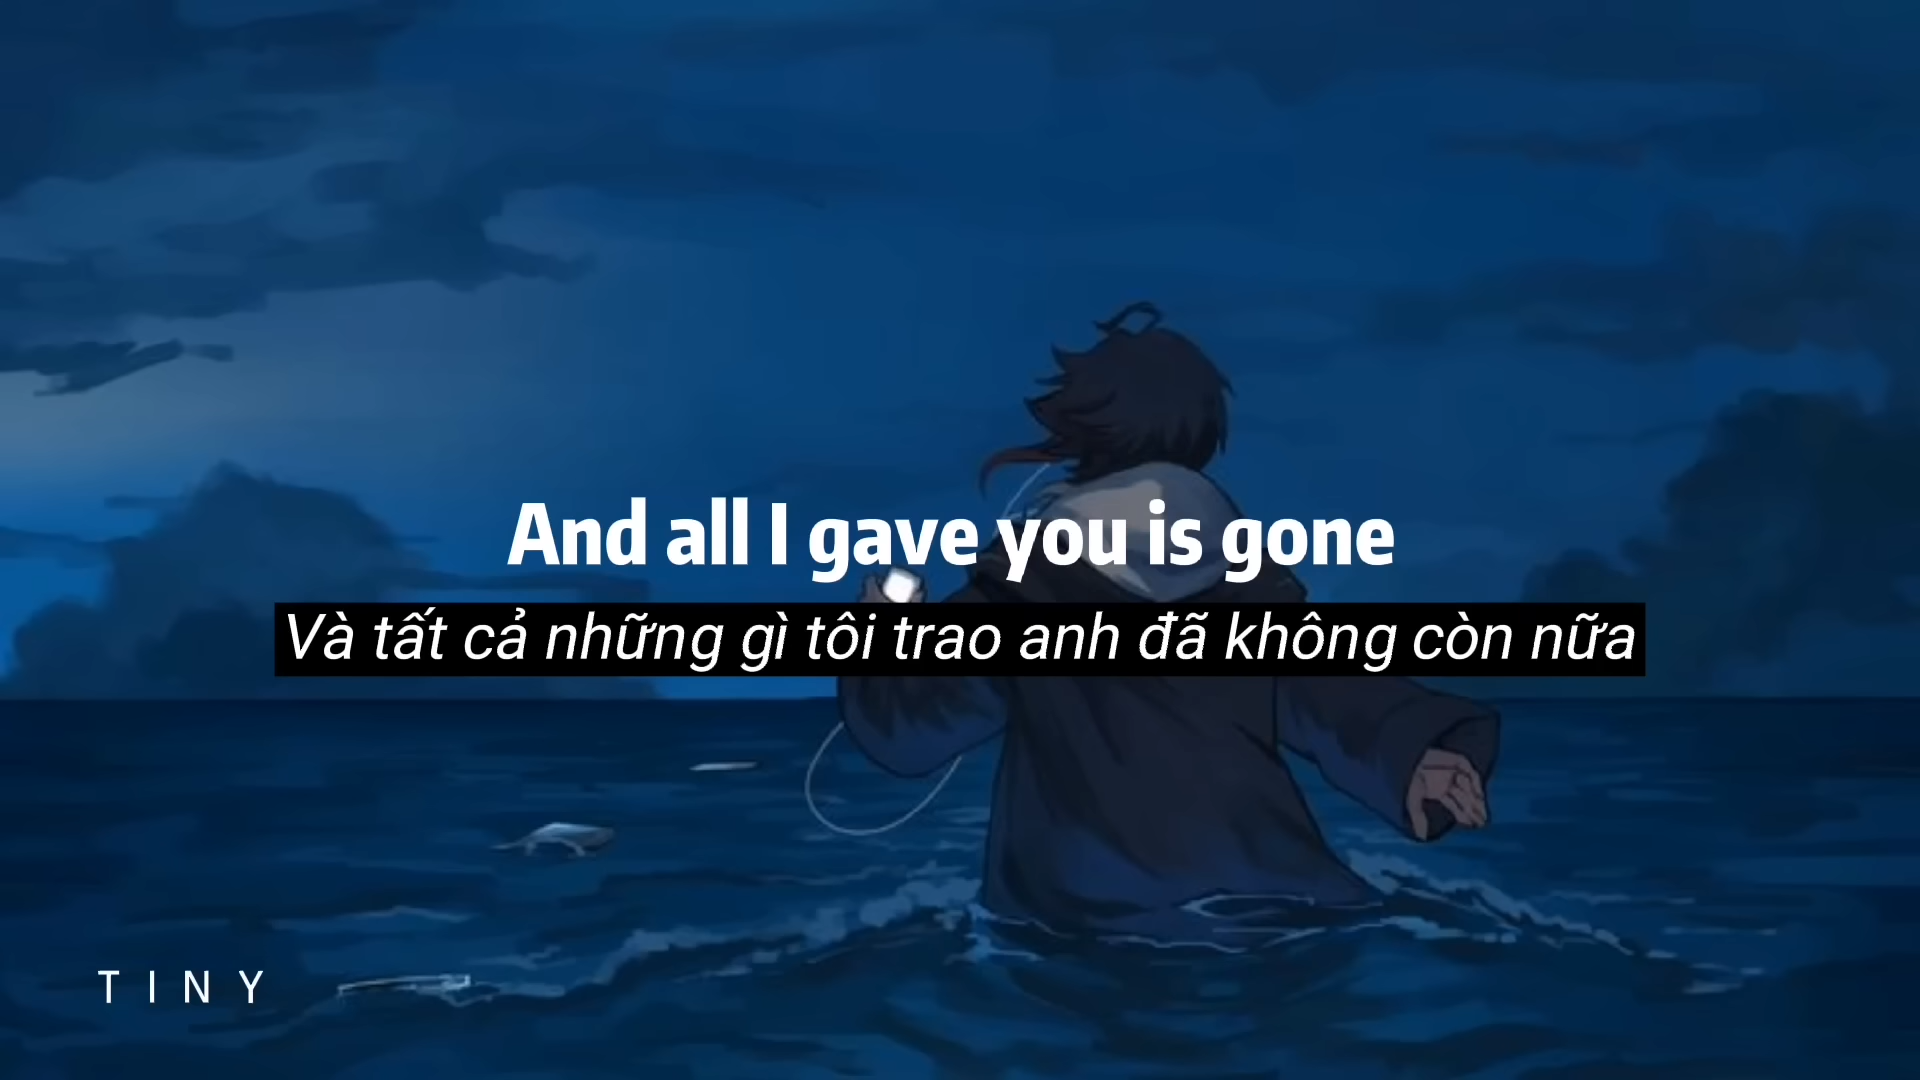 And all I gave you is gone
Và tất cả những gì tôi trao anh đã không còn nữa
TINY